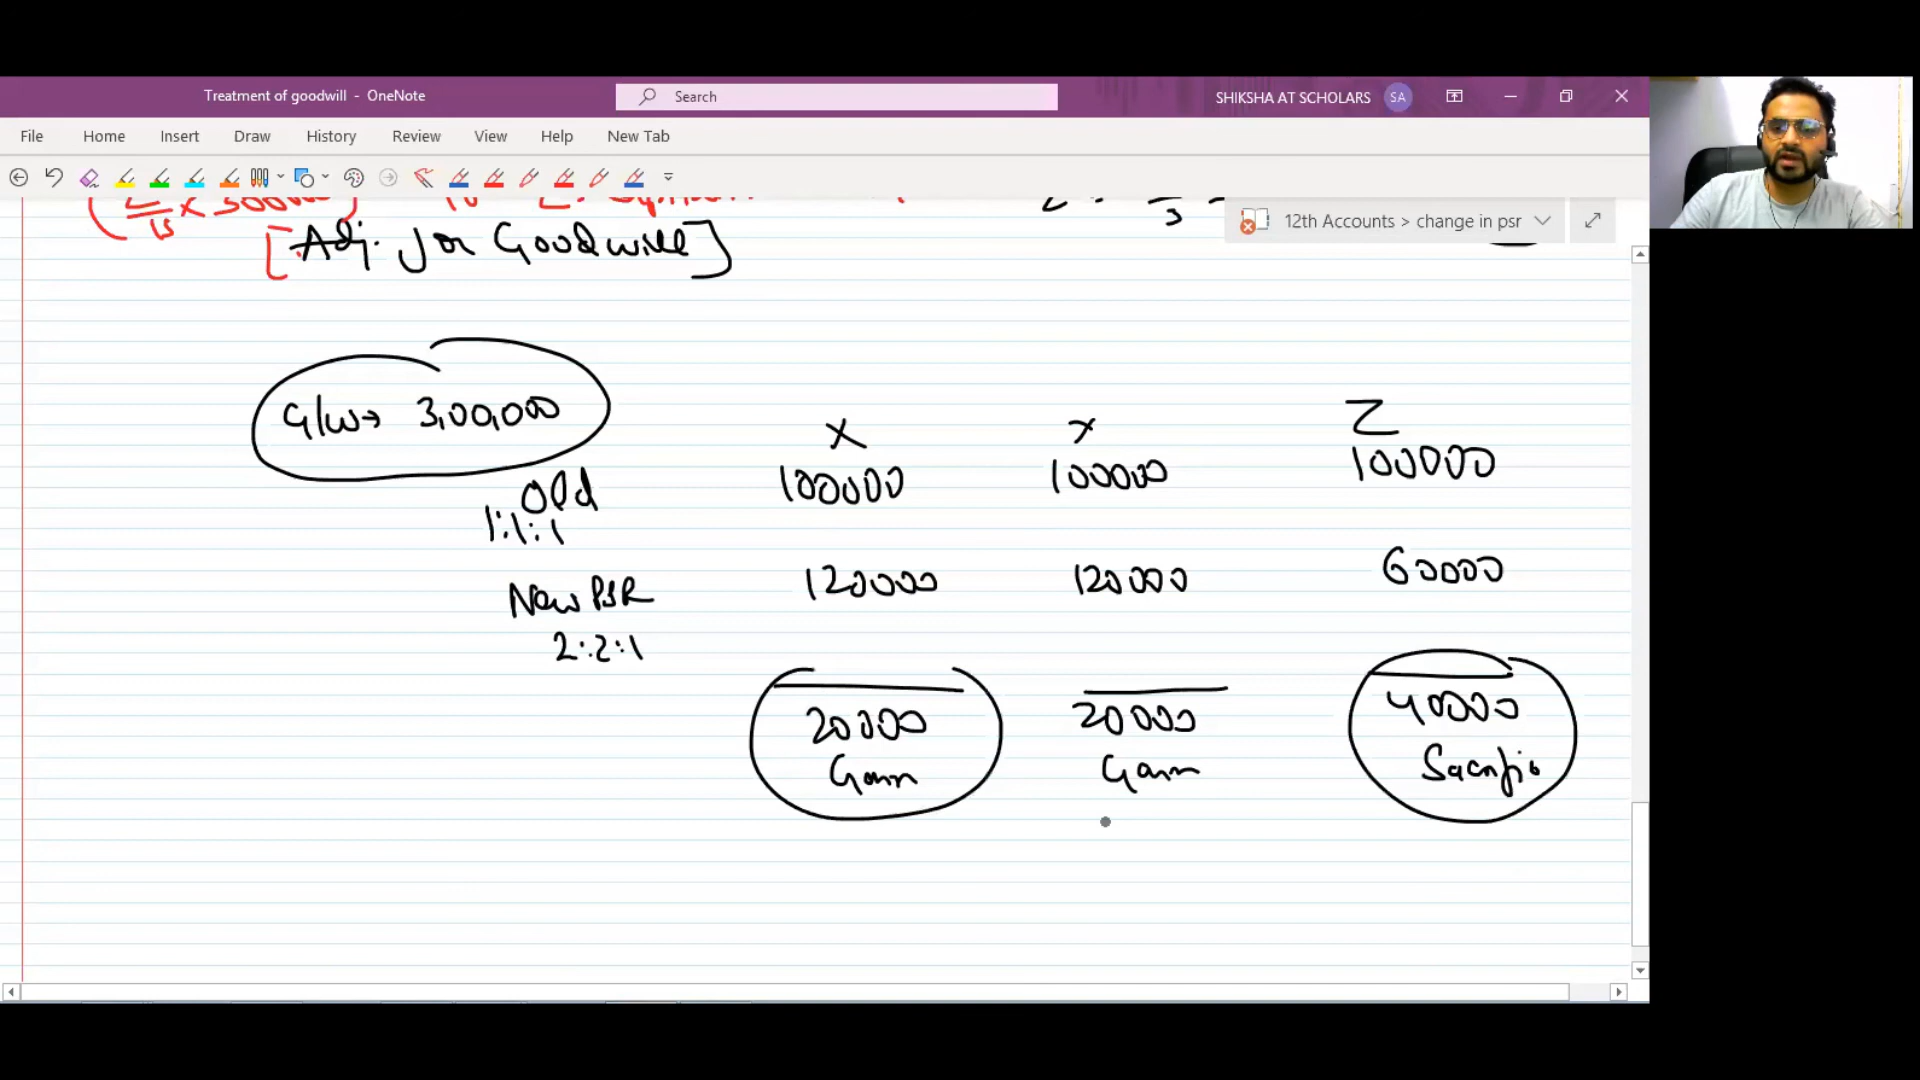 Treatment of goodwill - OneNote
Search
SHIKSHA AT SCHOLARS SA
File Home Insert Draw History Review View Help New Tab
12th Accounts > change in psr
[Adj. for Goodwill]
G/w→ 3,00,000
X Y Z
Old 100000 100000 100000
1:1:1
New PSR 120000 120000 60000
2:2:1
20000 20000 40000
Gain Gain Sacrifice